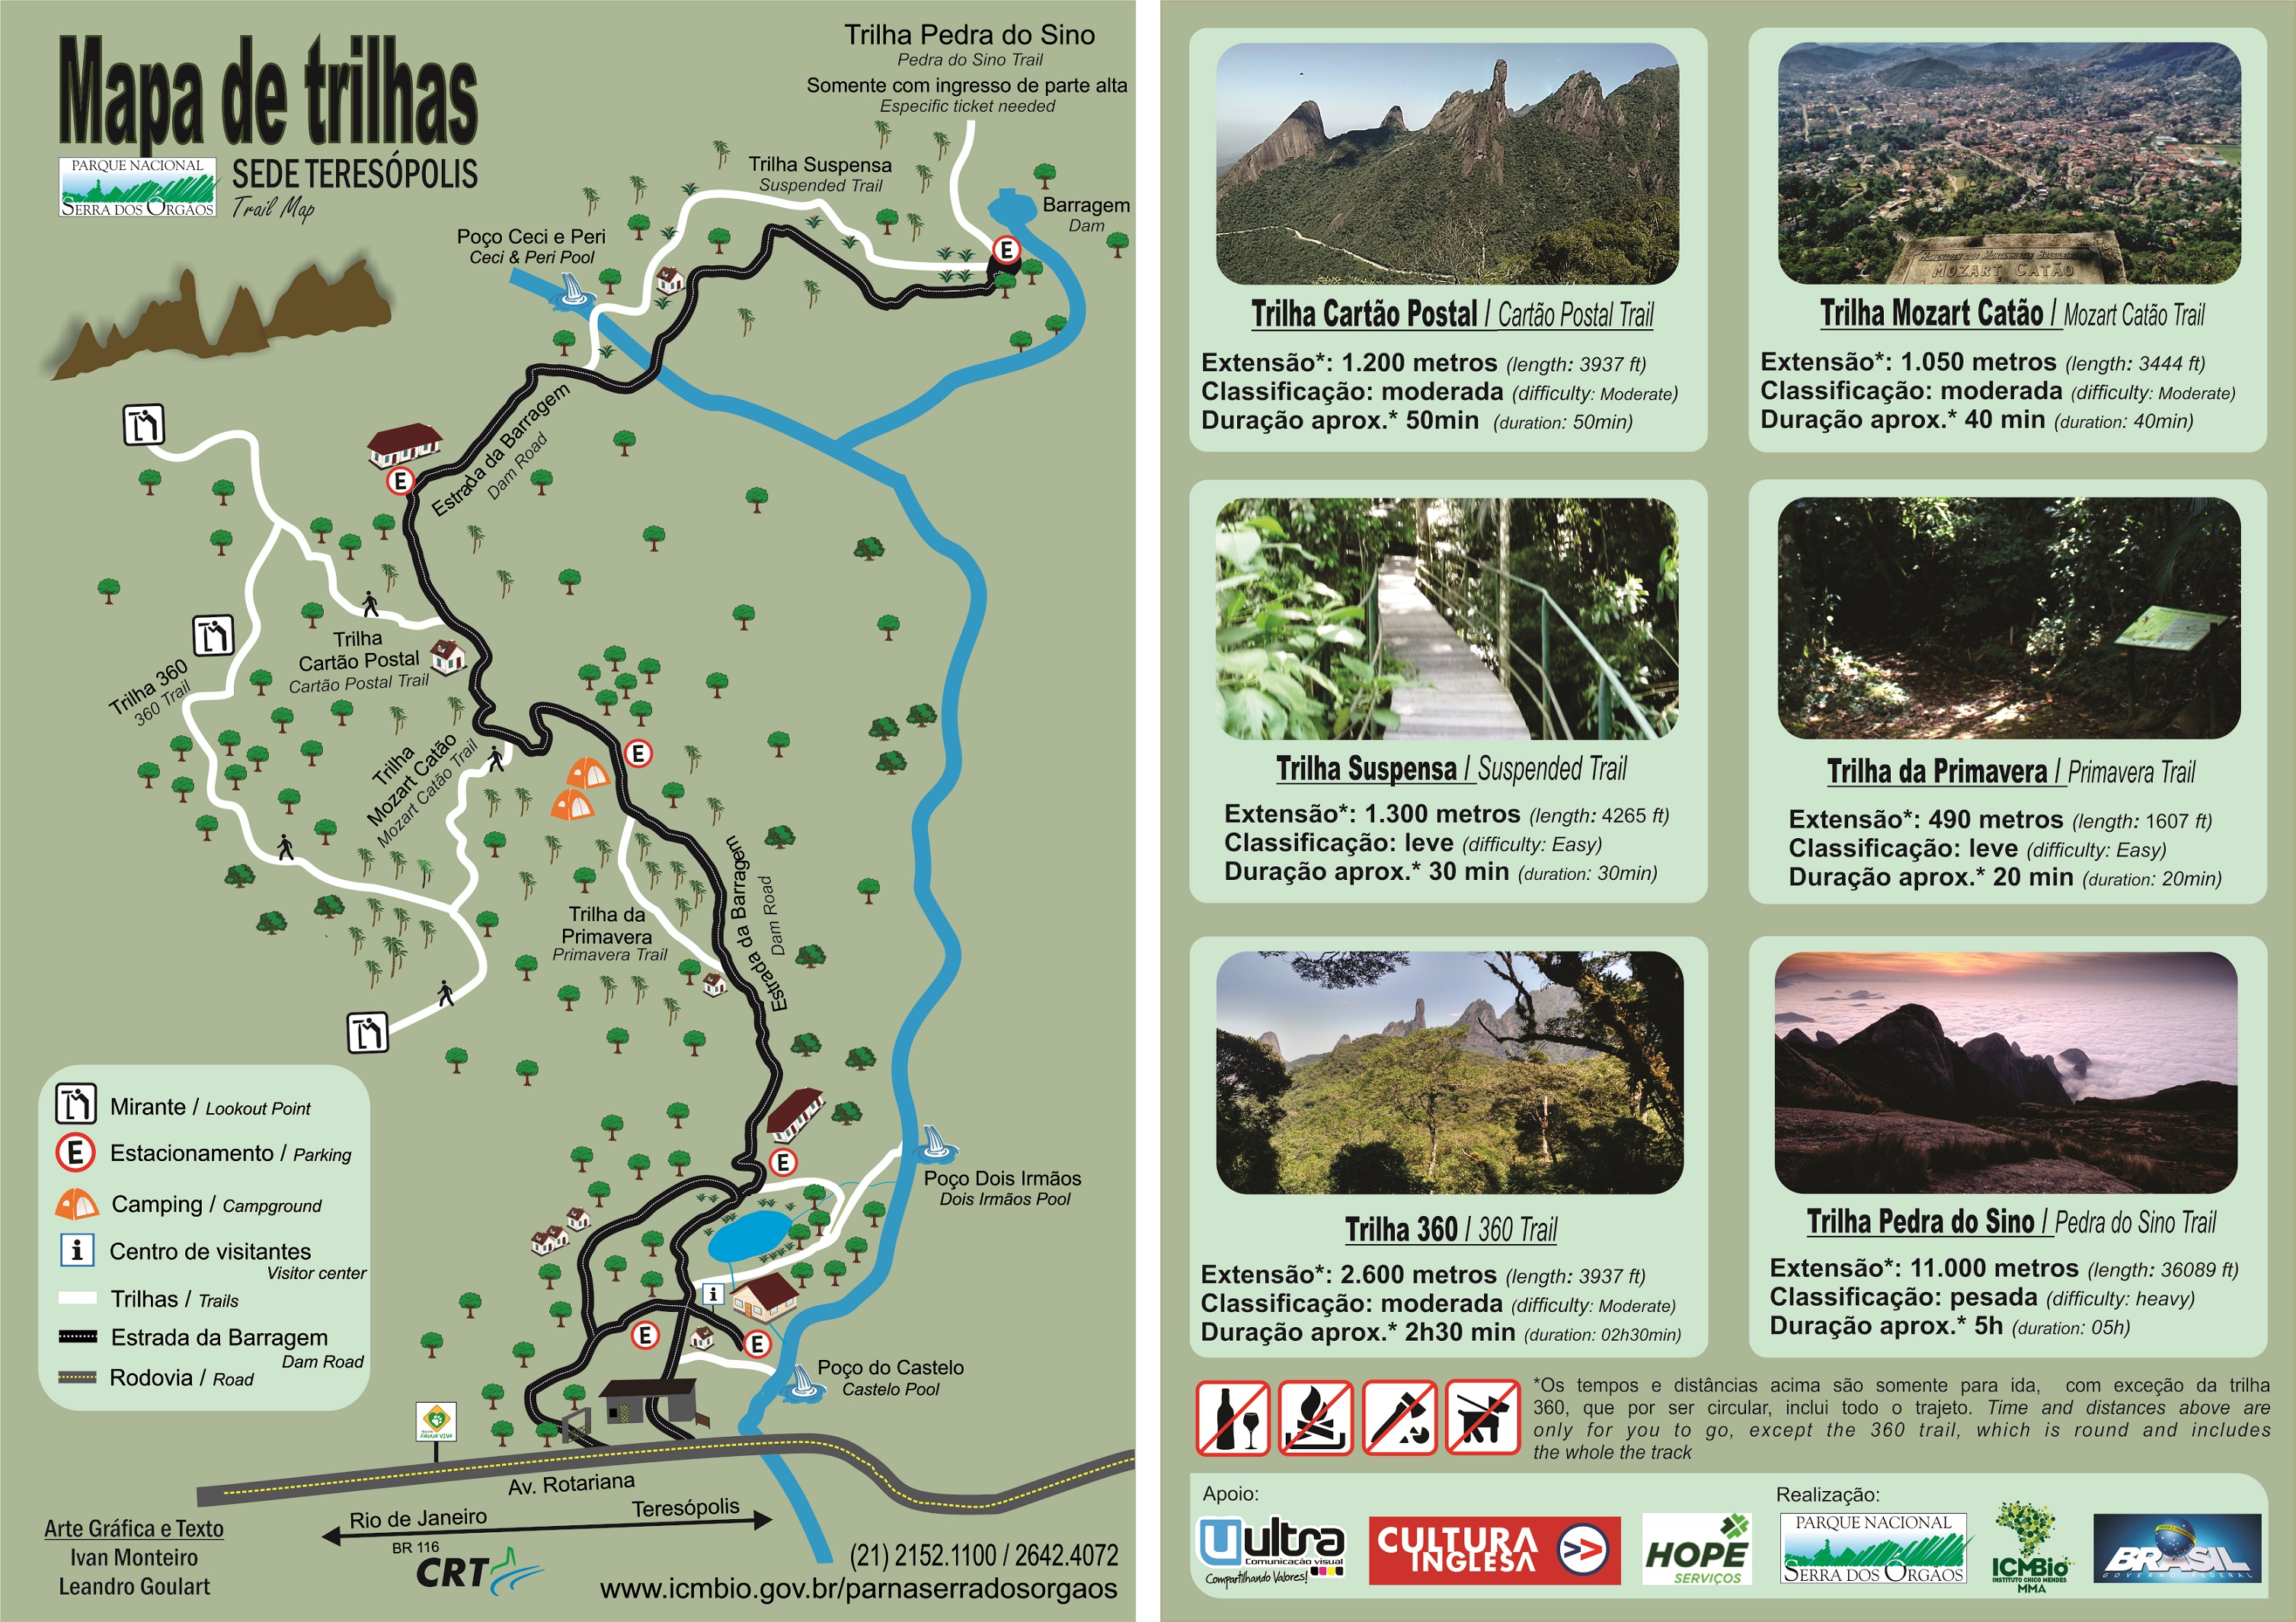 Mapa de trilhas
PARQUE NACIONAL
SERRA DOS ÓRGÃOS
SEDE TERESÓPOLIS
Trail Map
Trilha Pedra do Sino
Pedra do Sino Trail
Somente com ingresso de parte alta
Especific ticket needed
Trilha Suspensa
Suspended Trail
Barragem
Dam
Poço Ceci e Peri
Ceci & Peri Pool
E
E
Estrada da Barragem
Dam Road
Trilha
Cartão Postal
Cartão Postal Trail
Trilha 360
360 Trail
Trilha
Mozart Catão
Mozart Catão Trail
E
Estrada da Barragem
Dam Road
Trilha da
Primavera
Primavera Trail
E
Poço Dois Irmãos
Dois Irmãos Pool
i
E
E
Poço do Castelo
Castelo Pool
Mirante / Lookout Point
E Estacionamento / Parking
Camping / Campground
i Centro de visitantes
Visitor center
Trilhas / Trails
Estrada da Barragem
Dam Road
Rodovia / Road
FAUNA VIVA
Av. Rotariana
Rio de Janeiro
Teresópolis
BR 116
CRT
Arte Gráfica e Texto
Ivan Monteiro
Leandro Goulart
(21) 2152.1100 / 2642.4072
www.icmbio.gov.br/parnaserradosorgaos
Trilha Cartão Postal / Cartão Postal Trail
Extensão*: 1.200 metros (length: 3937 ft)
Classificação: moderada (difficulty: Moderate)
Duração aprox.* 50min (duration: 50min)
MOZART CATÃO
Trilha Mozart Catão / Mozart Catão Trail
Extensão*: 1.050 metros (length: 3444 ft)
Classificação: moderada (difficulty: Moderate)
Duração aprox.* 40 min (duration: 40min)
Trilha Suspensa / Suspended Trail
Extensão*: 1.300 metros (length: 4265 ft)
Classificação: leve (difficulty: Easy)
Duração aprox.* 30 min (duration: 30min)
Trilha da Primavera / Primavera Trail
Extensão*: 490 metros (length: 1607 ft)
Classificação: leve (difficulty: Easy)
Duração aprox.* 20 min (duration: 20min)
Trilha 360 / 360 Trail
Extensão*: 2.600 metros (length: 3937 ft)
Classificação: moderada (difficulty: Moderate)
Duração aprox.* 2h30 min (duration: 02h30min)
Trilha Pedra do Sino / Pedra do Sino Trail
Extensão*: 11.000 metros (length: 36089 ft)
Classificação: pesada (difficulty: heavy)
Duração aprox.* 5h (duration: 05h)
*Os tempos e distâncias acima são somente para ida, com exceção da trilha
360, que por ser circular, inclui todo o trajeto. Time and distances above are
only for you to go, except the 360 trail, which is round and includes
the whole the track
Apoio:
Uultra
Comunicação visual
Compartilhando Valores!
CULTURA
INGLESA
HOPE
SERVIÇOS
Realização:
PARQUE NACIONAL
SERRA DOS ÓRGÃOS
ICMBio
INSTITUTO CHICO MENDES
MMA
BRASIL
GOVERNO FEDERAL